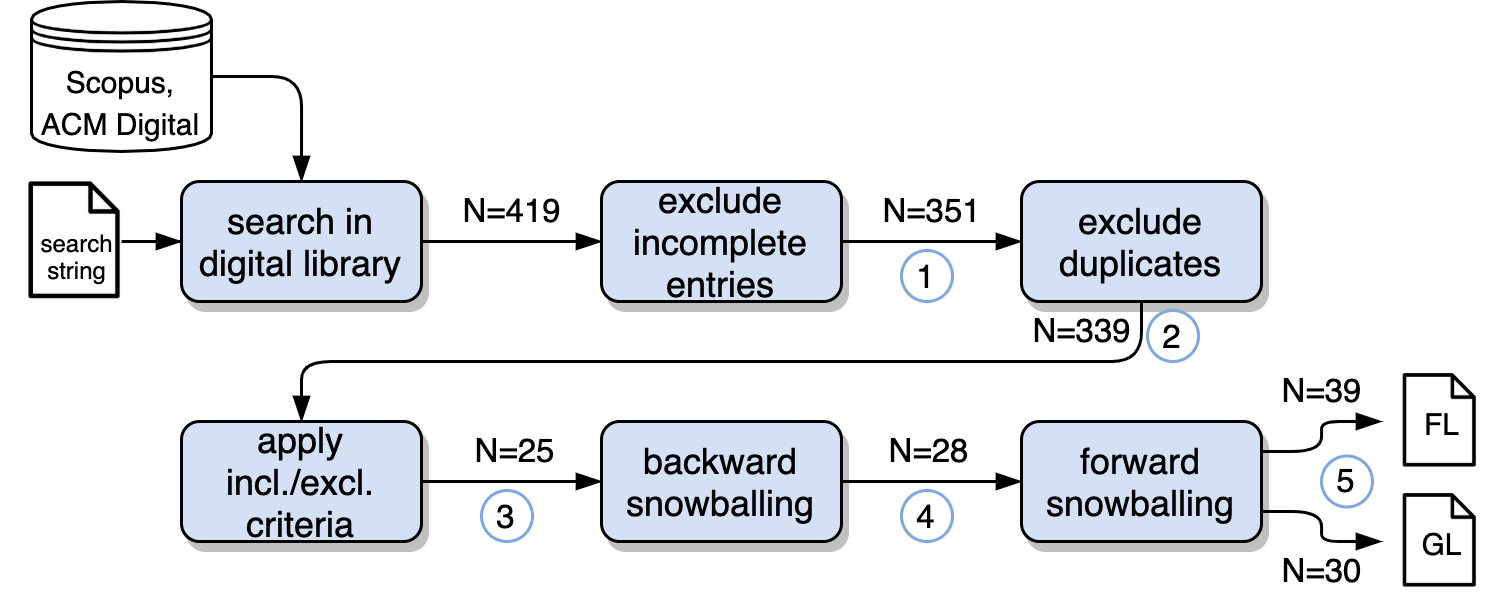 Scopus,
ACM Digital
search
string
search in
digital library
N=419
exclude
incomplete
entries
N=351
1
exclude
duplicates
N=339
2
apply
incl./excl.
criteria
N=25
3
backward
snowballing
N=28
4
forward
snowballing
N=39
FL
5
GL
N=30